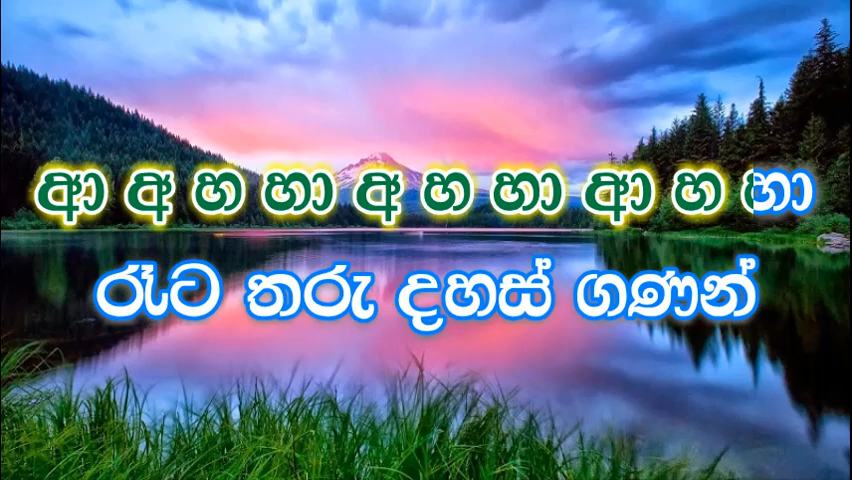 ආ අ හ හා අ හ හා ආ හ හා
රෑට තරු දහස් ගණන්